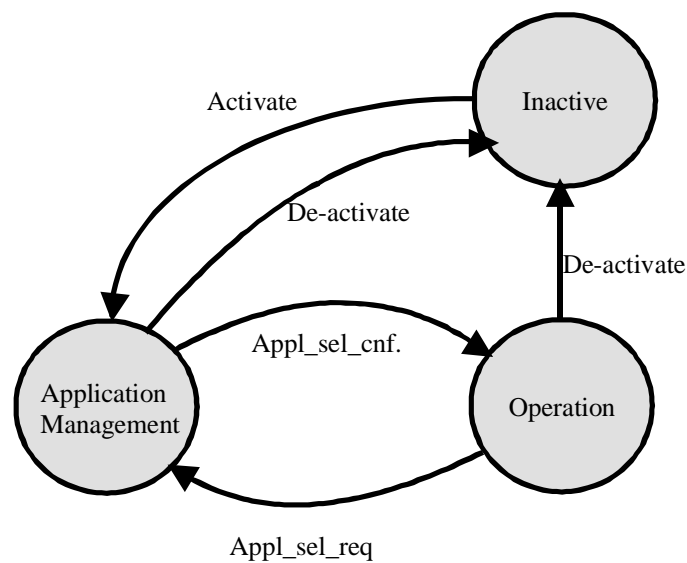 Activate
Inactive
De-activate
De-activate
Appl_sel_cnf.
Application
Management
Operation
Appl_sel_req